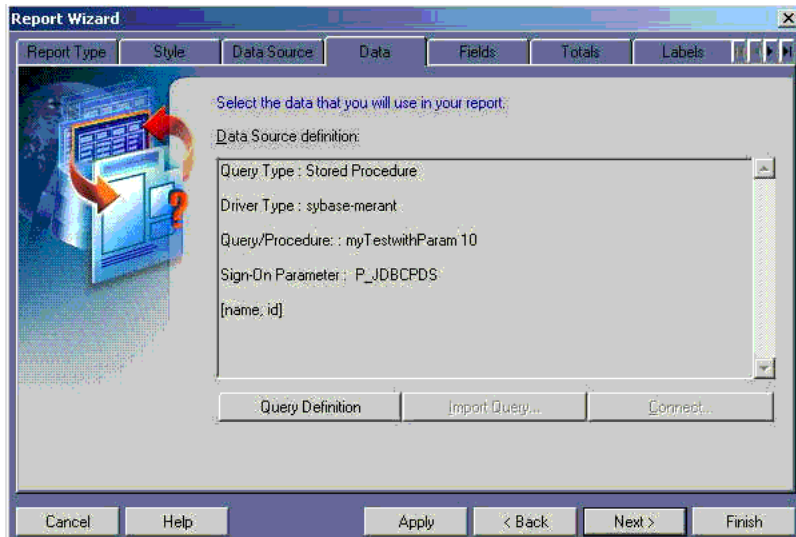 Report Wizard
Report Type Style Data Source Data Fields Totals Labels
Select the data that you will use in your report.
Data Source definition:
Query Type : Stored Procedure
Driver Type : sybase-merant
Query/Procedure: : myTestwithParam 10
Sign-On Parameter : P_JDBCPDS
[name, id]
Query Definition Import Query... Connect...
Cancel Help Apply < Back Next > Finish